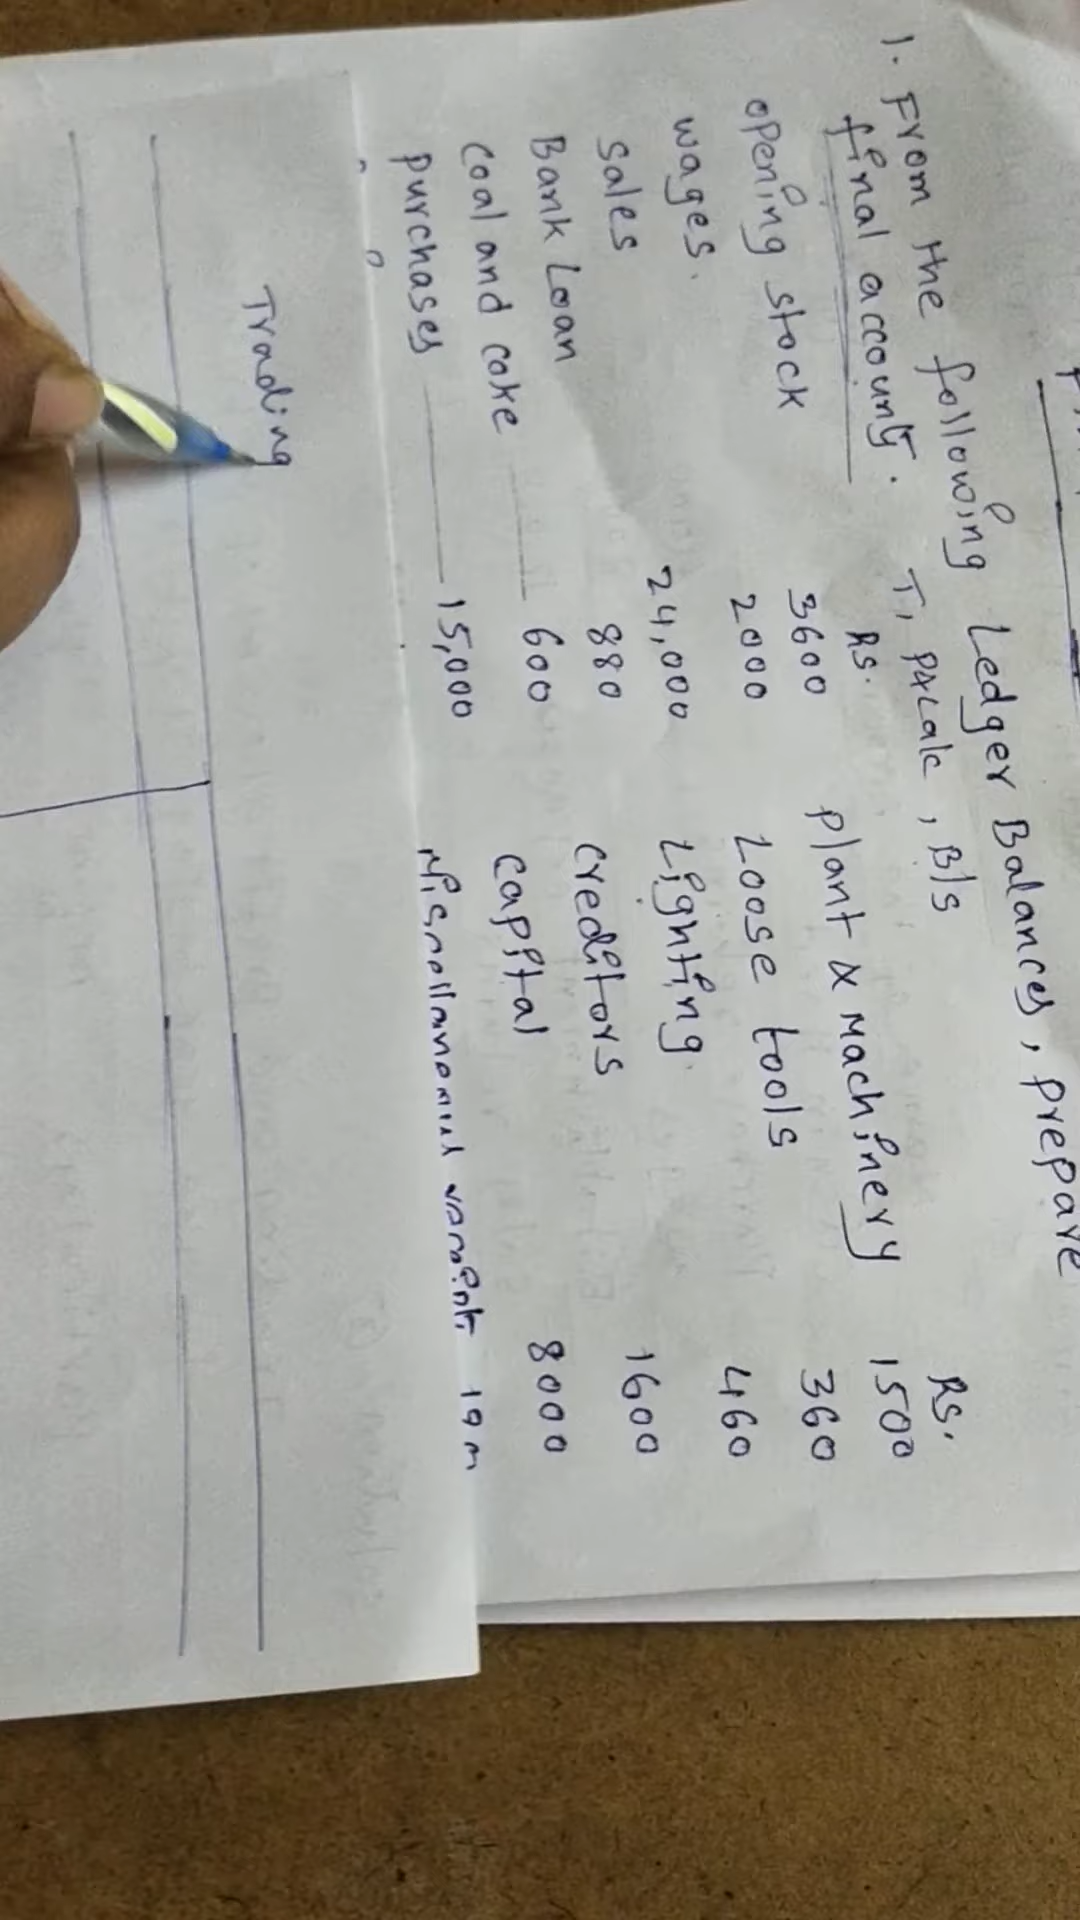 1. From the following Ledger Balances, prepare
final accounts. T, P&La/c, B/s
Rs. Rs.
opening stock 3600 plant & Machinery 1500
wages. 2000 Loose tools 360
sales 24,000 Lighting. 460
Bank Loan 880 creditors 1600
coal and coke 600 capital 8000
purchases 15,000
Trading